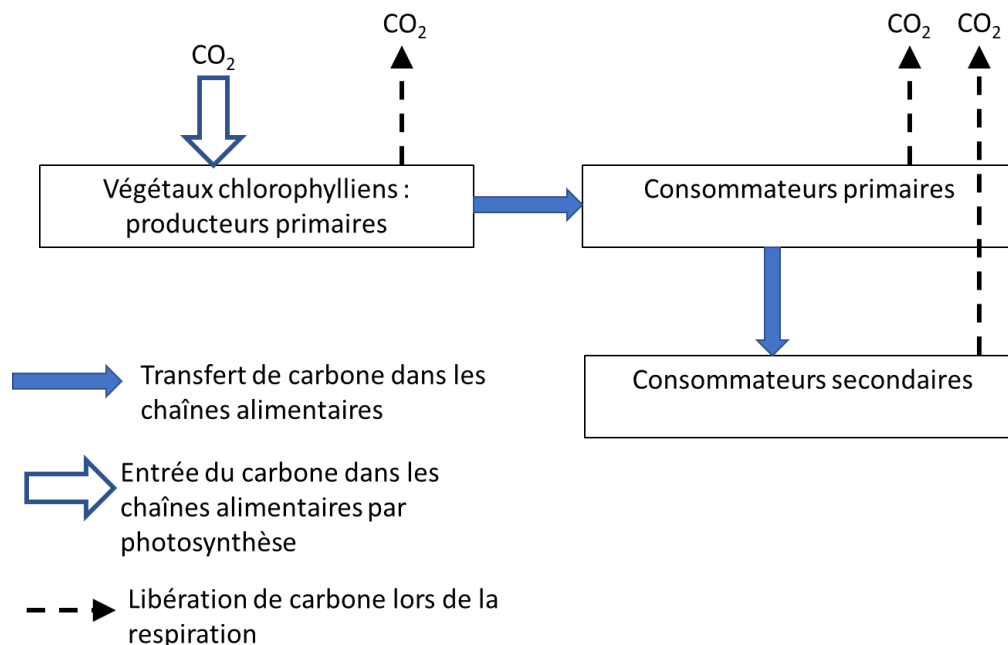 CO₂
CO₂
CO₂
CO₂
Végétaux chlorophylliens :
producteurs primaires
Consommateurs primaires
Consommateurs secondaires
Transfert de carbone dans les
chaînes alimentaires
Entrée du carbone dans les
chaînes alimentaires par
photosynthèse
Libération de carbone lors de la
respiration